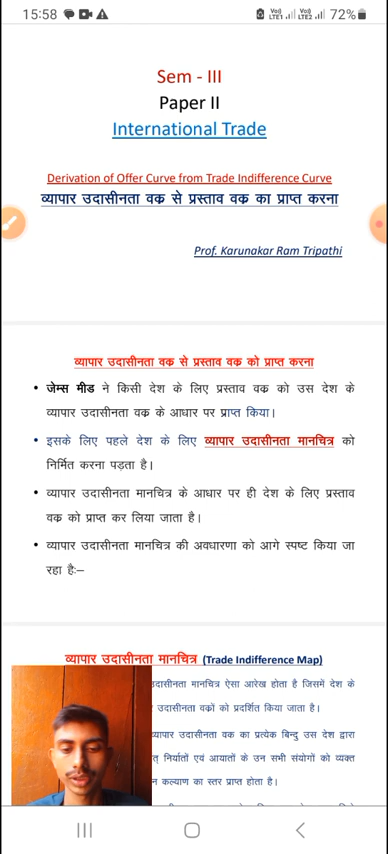 15:58
Vo)) LTE1 Vo)) LTE2 72%
Sem - III
Paper II
International Trade
Derivation of Offer Curve from Trade Indifference Curve
व्यापार उदासीनता वक्र से प्रस्ताव वक्र का प्राप्त करना
Prof. Karunakar Ram Tripathi
व्यापार उदासीनता वक्र से प्रस्ताव वक्र को प्राप्त करना
• जेम्स मीड ने किसी देश के लिए प्रस्ताव वक्र को उस देश के
व्यापार उदासीनता वक्र के आधार पर प्राप्त किया।
• इसके लिए पहले देश के लिए व्यापार उदासीनता मानचित्र को
निर्मित करना पड़ता है।
• व्यापार उदासीनता मानचित्र के आधार पर ही देश के लिए प्रस्ताव
वक्र को प्राप्त कर लिया जाता है।
• व्यापार उदासीनता मानचित्र की अवधारणा को आगे स्पष्ट किया जा
रहा है:–
व्यापार उदासीनता मानचित्र (Trade Indifference Map)
उदासीनता मानचित्र ऐसा आरेख होता है जिसमें देश के
उदासीनता वक्रों को प्रदर्शित किया जाता है।
व्यापार उदासीनता वक्र का प्रत्येक बिन्दु उस देश द्वारा
निर्यातों एवं आयातों के उन सभी संयोगों को व्यक्त
कल्याण का स्तर प्राप्त होता है।